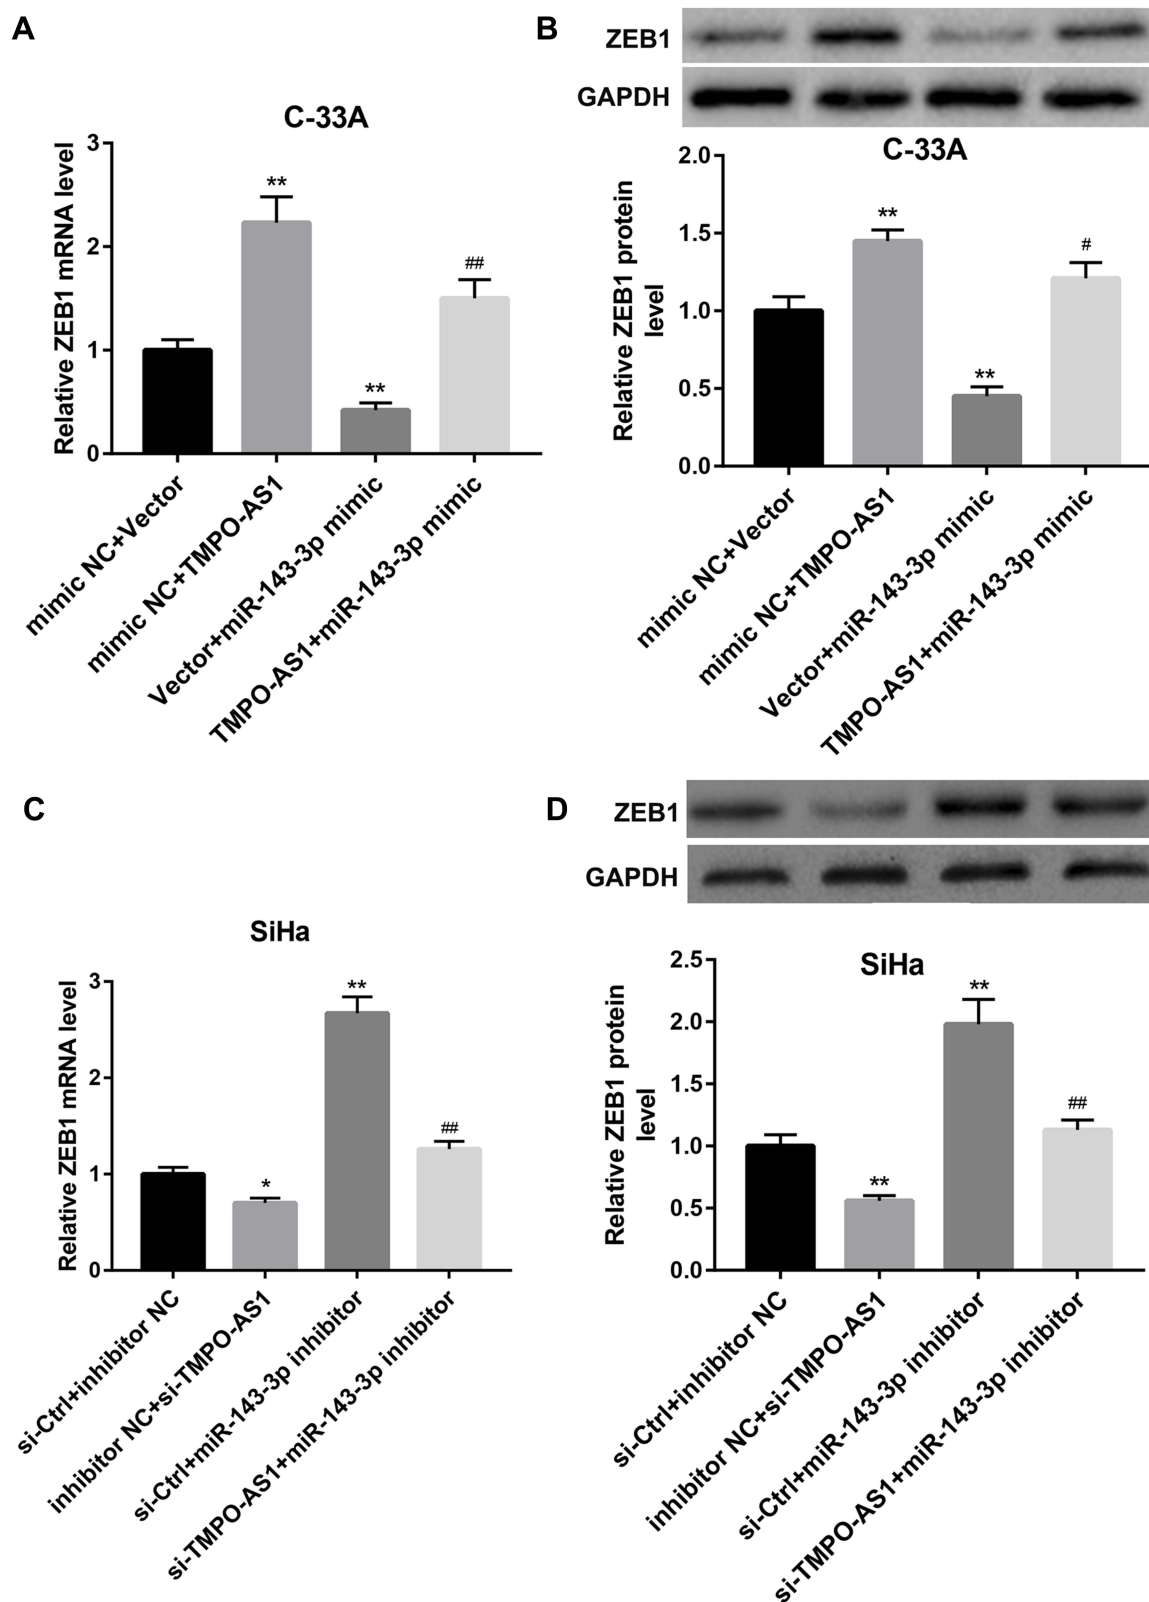 A
C-33A
Relative ZEB1 mRNA level
3
2
1
0
**
**
##
mimic NC+Vector
mimic NC+TMPO-AS1
Vector+miR-143-3p mimic
TMPO-AS1+miR-143-3p mimic
B
ZEB1
GAPDH
C-33A
Relative ZEB1 protein
level
2.0
1.5
1.0
0.5
0.0
**
**
#
mimic NC+Vector
mimic NC+TMPO-AS1
Vector+miR-143-3p mimic
TMPO-AS1+miR-143-3p mimic
C
SiHa
Relative ZEB1 mRNA level
3
2
1
0
*
**
##
si-Ctrl+inhibitor NC
inhibitor NC+si-TMPO-AS1
si-Ctrl+miR-143-3p inhibitor
si-TMPO-AS1+miR-143-3p inhibitor
D
ZEB1
GAPDH
SiHa
Relative ZEB1 protein
level
2.5
2.0
1.5
1.0
0.5
0.0
**
**
##
si-Ctrl+inhibitor NC
inhibitor NC+si-TMPO-AS1
si-Ctrl+miR-143-3p inhibitor
si-TMPO-AS1+miR-143-3p inhibitor